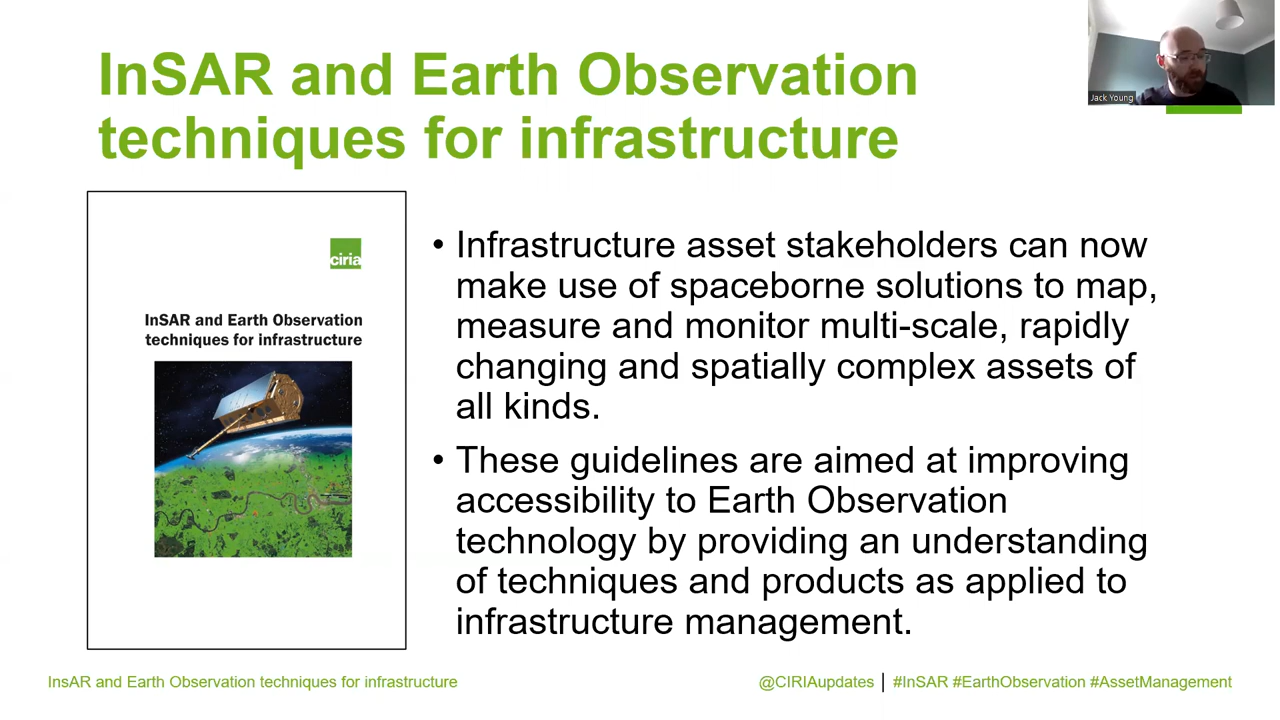 InSAR and Earth Observation
techniques for infrastructure
Jack Young
ciria
InSAR and Earth Observation
techniques for infrastructure
• Infrastructure asset stakeholders can now
make use of spaceborne solutions to map,
measure and monitor multi-scale, rapidly
changing and spatially complex assets of
all kinds.
• These guidelines are aimed at improving
accessibility to Earth Observation
technology by providing an understanding
of techniques and products as applied to
infrastructure management.
InsAR and Earth Observation techniques for infrastructure
@CIRIAupdates | #InSAR #EarthObservation #AssetManagement